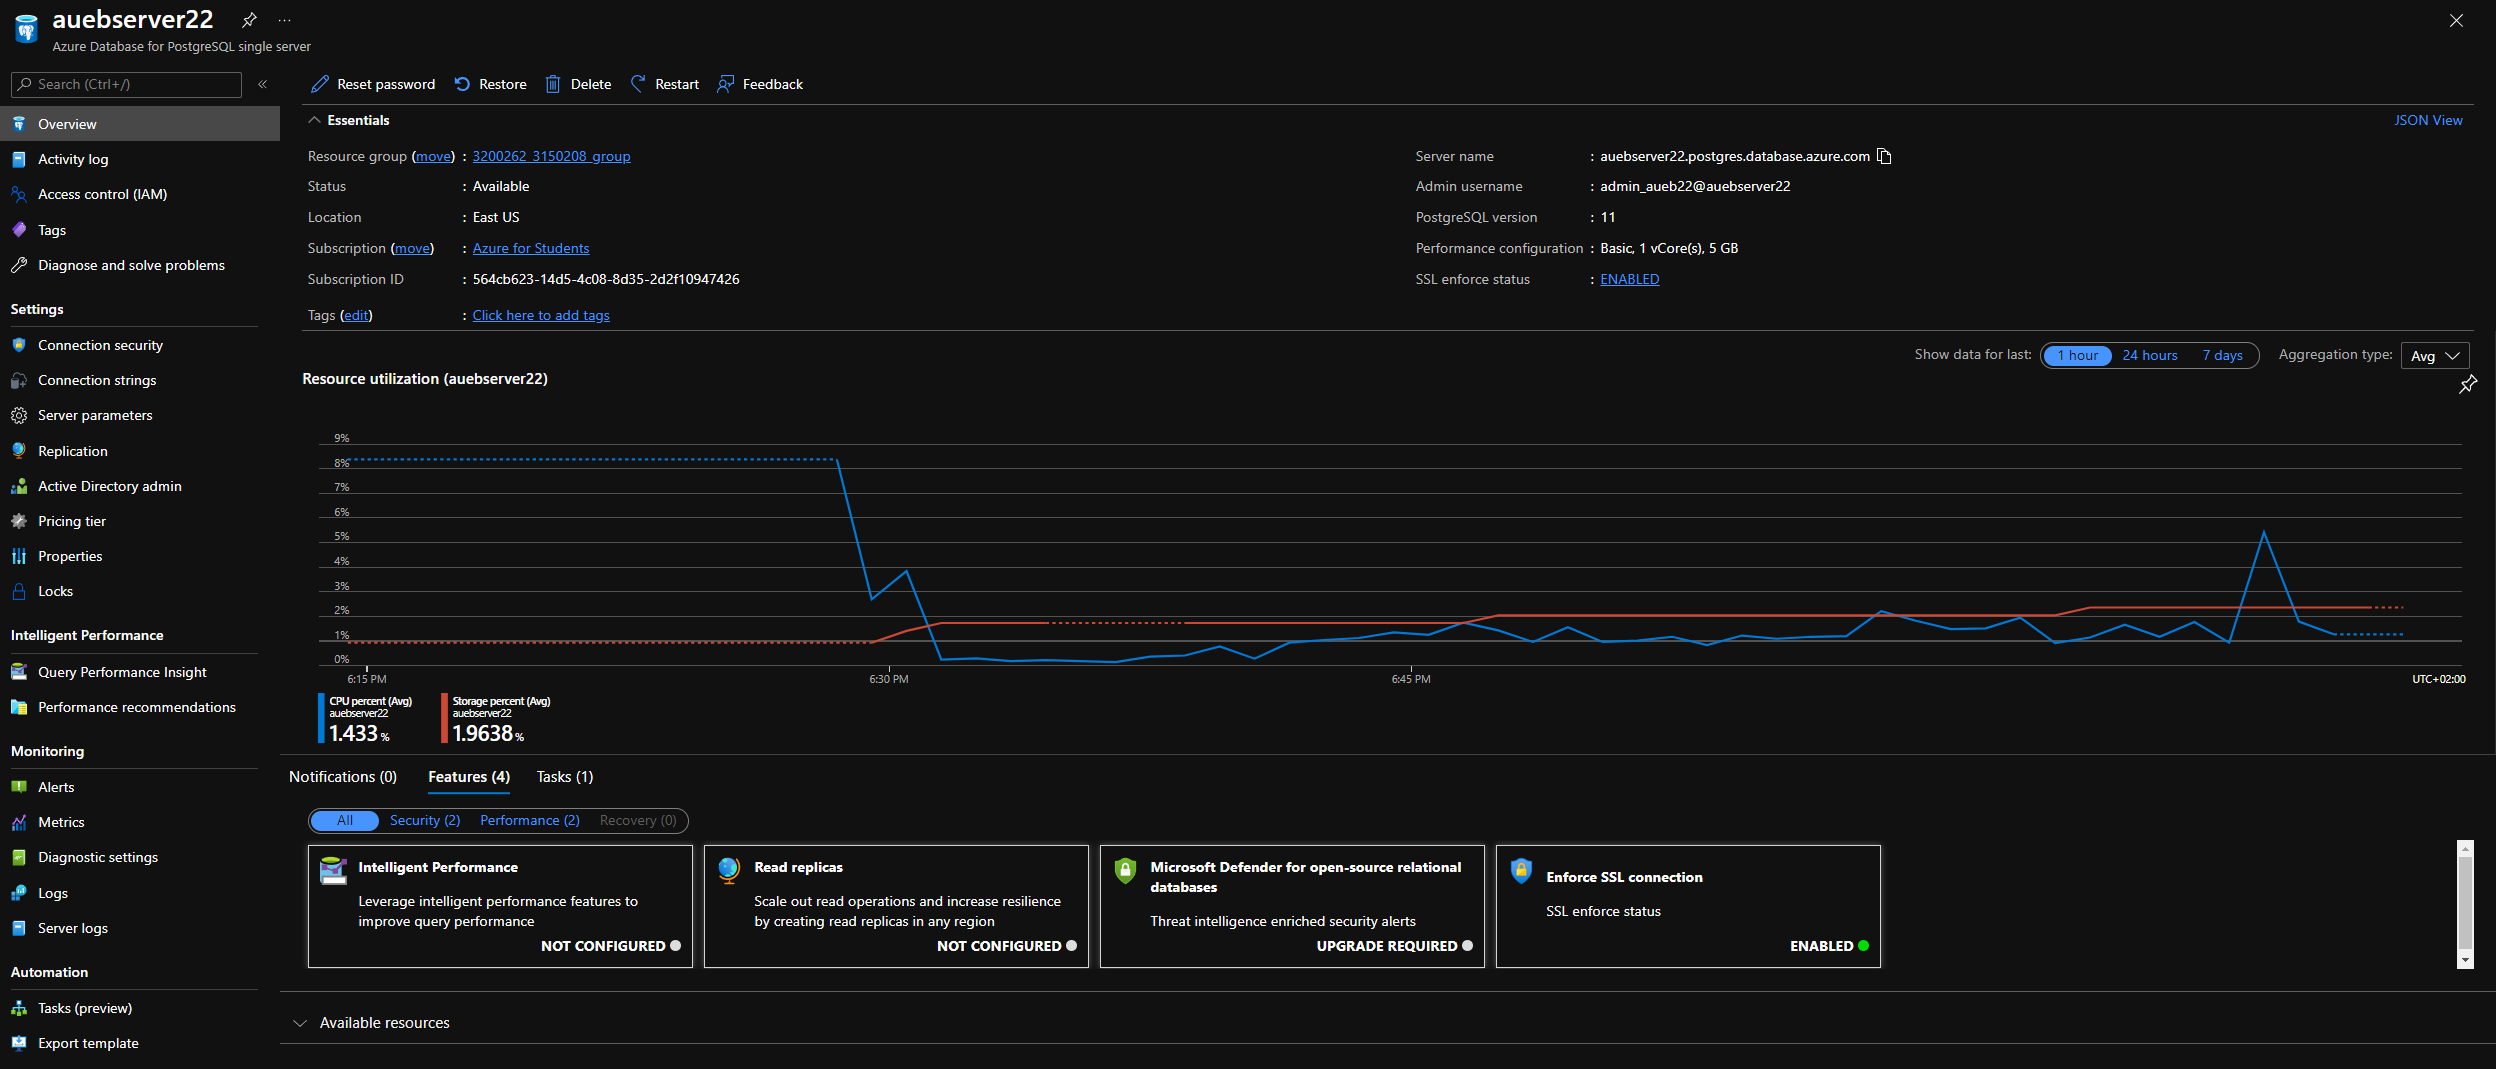 auebserver22
Azure Database for PostgreSQL single server
Search (Ctrl+/)
Overview
Activity log
Access control (IAM)
Tags
Diagnose and solve problems
Settings
Connection security
Connection strings
Server parameters
Replication
Active Directory admin
Pricing tier
Properties
Locks
Intelligent Performance
Query Performance Insight
Performance recommendations
Monitoring
Alerts
Metrics
Diagnostic settings
Logs
Server logs
Automation
Tasks (preview)
Export template
Reset password Restore Delete Restart Feedback
Essentials
JSON View
Resource group (move) : 3200262_3150208_group
Status : Available
Location : East US
Subscription (move) : Azure for Students
Subscription ID : 564cb623-14d5-4c08-8d35-2d2f10947426
Tags (edit) : Click here to add tags
Server name : auebserver22.postgres.database.azure.com
Admin username : admin_aueb22@auebserver22
PostgreSQL version : 11
Performance configuration : Basic, 1 vCore(s), 5 GB
SSL enforce status : ENABLED
Show data for last: 1 hour 24 hours 7 days Aggregation type: Avg
Resource utilization (auebserver22)
9%
8%
7%
6%
5%
4%
3%
2%
1%
0%
6:15 PM 6:30 PM 6:45 PM UTC+02:00
CPU percent (Avg)
auebserver22
1.433 %
Storage percent (Avg)
auebserver22
1.9638 %
Notifications (0) Features (4) Tasks (1)
All Security (2) Performance (2) Recovery (0)
Intelligent Performance
Leverage intelligent performance features to
improve query performance
NOT CONFIGURED
Read replicas
Scale out read operations and increase resilience
by creating read replicas in any region
NOT CONFIGURED
Microsoft Defender for open-source relational
databases
Threat intelligence enriched security alerts
UPGRADE REQUIRED
Enforce SSL connection
SSL enforce status
ENABLED
Available resources